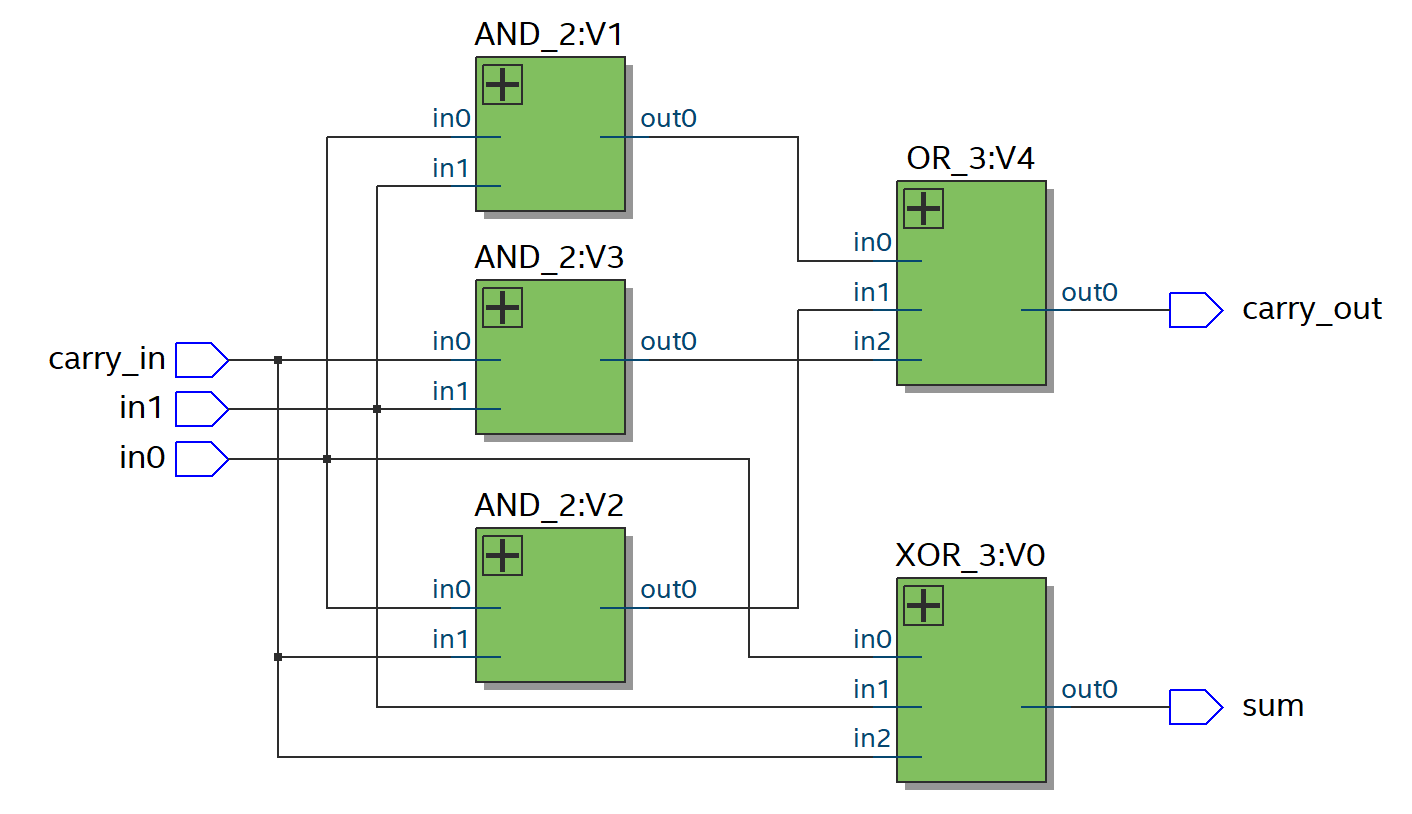 AND_2:V1
in0
out0
in1
OR_3:V4
in0
in1
out0
in2
carry_out
AND_2:V3
in0
out0
in1
carry_in
in1
in0
AND_2:V2
in0
out0
in1
XOR_3:V0
in0
in1
out0
in2
sum